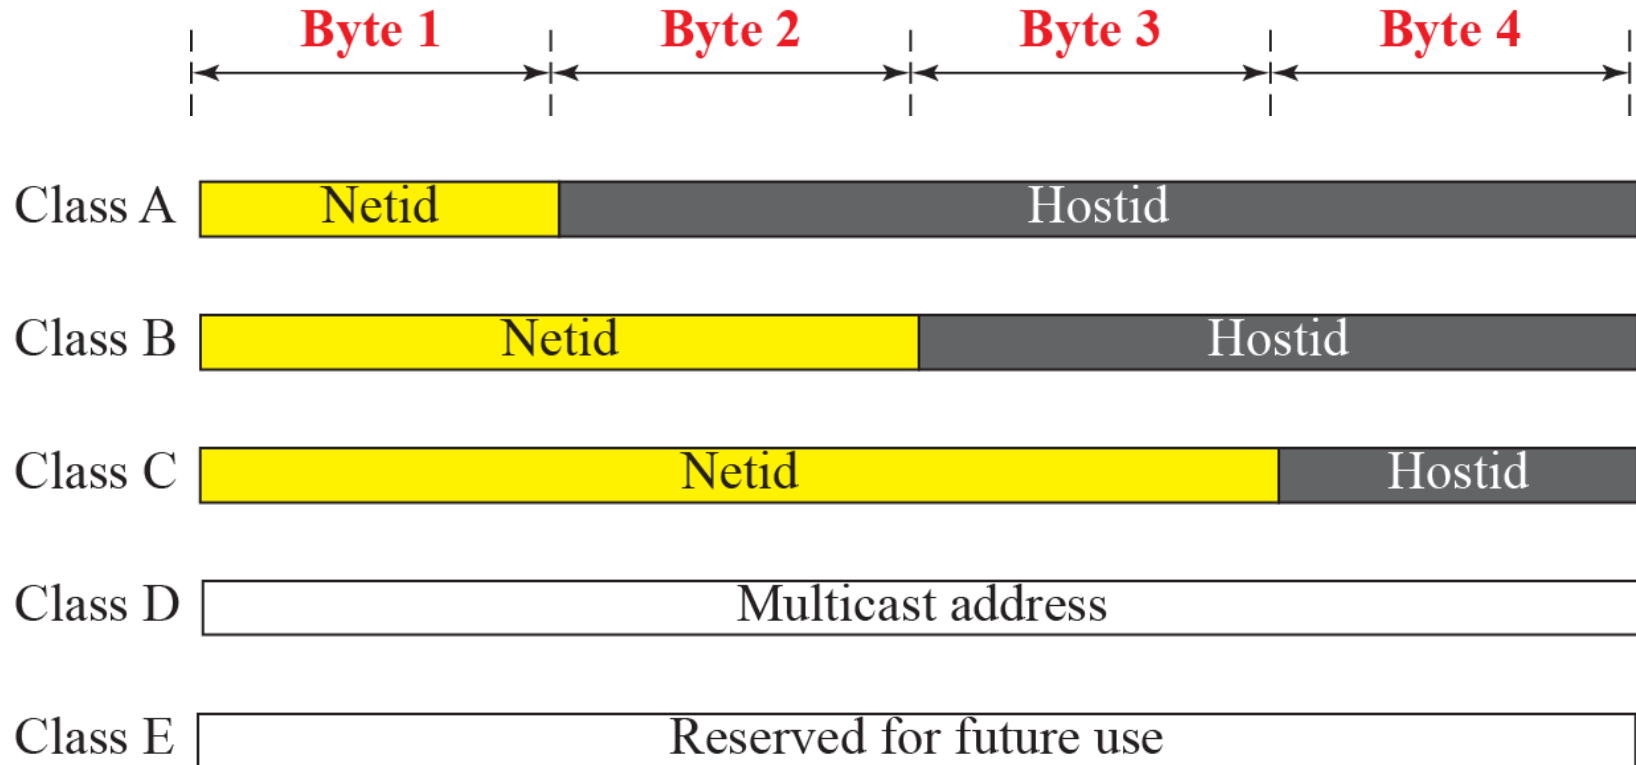 Byte 1 Byte 2 Byte 3 Byte 4
Class A Netid Hostid
Class B Netid Hostid
Class C Netid Hostid
Class D Multicast address
Class E Reserved for future use